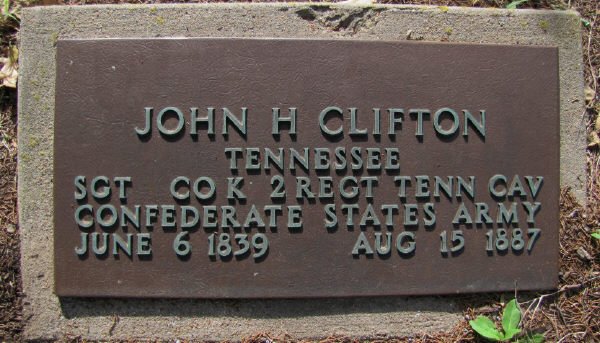 JOHN H CLIFTON
TENNESSEE
SGT CO K 2 REGT TENN CAV
CONFEDERATE STATES ARMY
JUNE 6 1839 AUG 15 1887